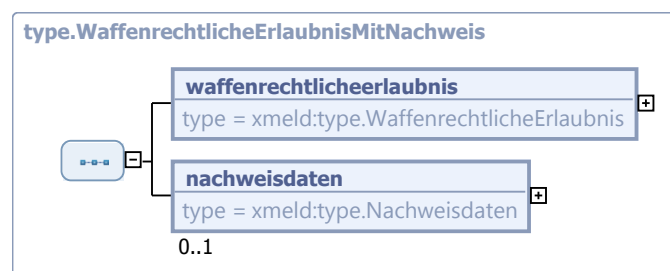 type.WaffenrechtlicheErlaubnisMitNachweis
waffenrechtlicheerlaubnis
type = xmeld:type.WaffenrechtlicheErlaubnis
nachweisdaten
type = xmeld:type.Nachweisdaten
0..1